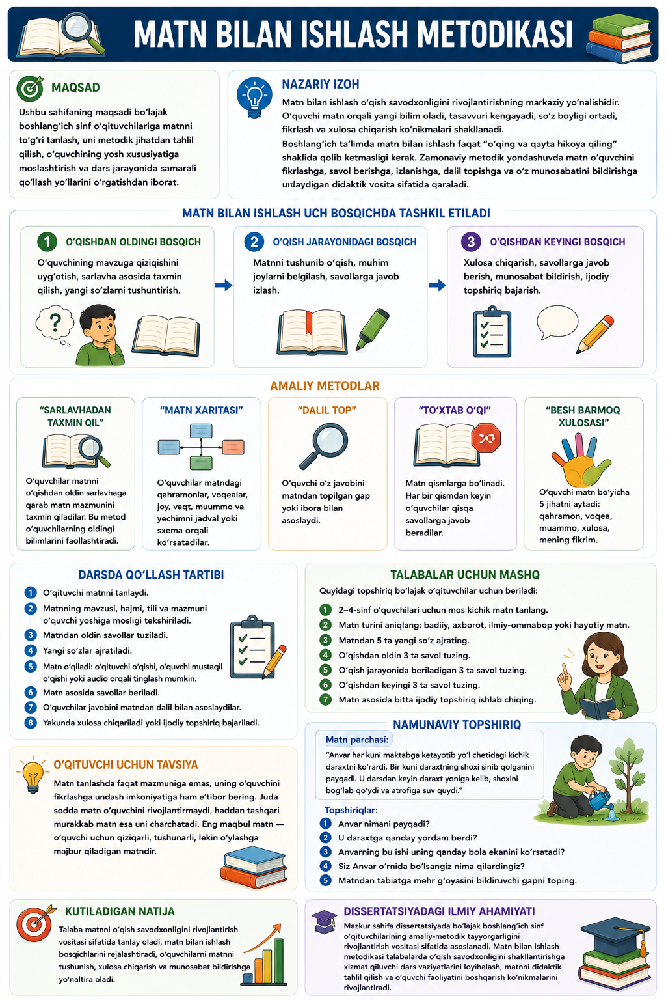 MATN BILAN ISHLASH METODIKASI
MAQSAD
Ushbu sahifaning maqsadi bo‘lajak
boshlang‘ich sinf o‘qituvchilariga matnni
to‘g‘ri tanlash, uni metodik jihatdan tahlil
qilish, o‘quvchining yosh xususiyatiga
moslashtirish va dars jarayonida samarali
qo‘llash yo‘llarini o‘rgatishdan iborat.
NAZARIY IZOH
Matn bilan ishlash o‘qish savodxonligini rivojlantirishning markaziy yo‘nalishidir.
O‘quvchi matn orqali yangi bilim oladi, tasavvuri kengayadi, so‘z boyligi ortadi,
fikrlash va xulosa chiqarish ko‘nikmalari shakllanadi.
Boshlang‘ich ta’limda matn bilan ishlash faqat “o‘qing va qayta hikoya qiling”
shaklida qolib ketmasligi kerak. Zamonaviy metodik yondashuvda matn o‘quvchini
fikrlashga, savol berishga, izlanishga, dalil topishga va o‘z munosabatini bildirishga
didaktik vosita sifatida qaraladi.
MATN BILAN ISHLASH UCH BOSQICHDA TASHKIL ETILADI
1 O‘QISHDAN OLDINGI BOSQICH
O‘quvchining mavzuga qiziqishini
uyg‘otish, sarlavha asosida taxmin
qilish, yangi so‘zlarni tushuntirish.
?
2 O‘QISH JARAYONIDAGI BOSQICH
Matnni tushunib o‘qish, muhim
joylarni belgilash, savollarga javob
izlash.
3 O‘QISHDAN KEYINGI BOSQICH
Xulosa chiqarish, savollarga javob
berish, munosabat bildirish, ijodiy
topshiriq bajarish.
AMALIY METODLAR
“SARLAVHADAN
TAXMIN QIL”
O‘quvchilar matnni
o‘qishdan oldin sarlavhaga
qarab matn mazmunini
taxmin qiladilar. Bu metod
o‘quvchilarning oldingi
bilimlarini faollashtiradi.
“MATN XARITASI”
O‘quvchilar matndagi
qahramonlar, voqealar,
joy, vaqt, muummo va
yechimni jadval yoki
sxema orqali
ko‘rsatadilar.
“DALIL TOP”
O‘quvchi o‘z javobini
matndan topilgan gap
yoki ibora bilan
asoslaydi.
“TO‘XTAB O‘QI”
Matn qismlarga bo‘linadi.
Har bir qismdan keyin
o‘quvchilar qisqa
savollarga javob
beradilar.
“BESH BARMOQ
XULOSASI”
O‘quvchi matn bo‘yicha
5 jihatni aytadi:
qahramon, voqea,
muammo, xulosa,
mening fikrim.
DARSDA QO‘LLASH TARTIBI
1 O‘qituvchi matnni tanlaydi.
2 Matnning mavzusi, hajmi, tili va mazmuni
o‘quvchi yoshiga mosligi tekshiriladi.
3 Matndan oldin savollar tuziladi.
4 Yangi so‘zlar ajratiladi.
5 Matn o‘qiladi: o‘qituvchi o‘qishi, o‘quvchi mustaqil
o‘qishi yoki audio orqali tinglash mumkin.
6 Matn asosida savollar beriladi.
7 O‘quvchilar javobini matndan dalil bilan asoslaydilar.
8 Yakunda xulosa chiqariladi yoki ijodiy topshiriq bajariladi.
TALABALAR UCHUN MASHQ
Quyidagi topshiriq bo‘lajak o‘qituvchilar uchun beriladi:
1 2–4-sinf o‘quvchilari uchun mos kichik matn tanlang.
2 Matn turini aniqlang: badiiy, axborot, ilmiy-ommabop yoki hayotiy matn.
3 Matndan 5 ta yangi so‘z ajrating.
4 O‘qishdan oldin 3 ta savol tuzing.
5 O‘qish jarayonida beriladigan 3 ta savol tuzing.
6 O‘qishdan keyingi 3 ta savol tuzing.
7 Matn asosida bitta ijodiy topshiriq ishlab chiqing.
O‘QITUVCHI UCHUN TAVSIYA
Matn tanlashda faqat mazmuniga emas, uning o‘quvchini
fikrlashga undash imkoniyatiga ham e’tibor bering. Juda
sodda matn o‘quvchini rivojlantirmaydi, haddan tashqari
murakkab matn esa uni charchatadi. Eng maqbul matn —
o‘quvchi uchun qiziqarli, tushunarli, lekin o‘ylashga
majbur qiladigan matndir.
NAMUNAVIY TOPSHIRIQ
Matn parchasi:
“Anvar har kuni maktabga ketayotib yo‘l chetidagi kichik
daraxtni ko‘rardi. Bir kuni daraxtning shoxi sinib qolganini
payqadi. U darsdan keyin daraxt yoniga kelib, shoxini
bog‘lab qo‘ydi va atrofiga suv quydi.”
Topshiriqlar:
1 Anvar nimani payqadi?
2 U daraxtga qanday yordam berdi?
3 Anvarning bu ishi uning qanday bola ekanini ko‘rsatadi?
4 Siz Anvar o‘rnida bo‘lsangiz nima qilardingiz?
5 Matndan tabiatga mehr g‘oyasini bildiruvchi gapni toping.
KUTILADIGAN NATIJA
Talaba matnni o‘qish savodxonligini rivojlantirish
vositasi sifatida tanlay oladi, matn bilan ishlash
bosqichlarini rejalashtiradi, o‘quvchilarni matnni
tushunish, xulosa chiqarish va munosabat bildirishga
yo‘naltira oladi.
DISSERTATSIYADAGI ILMIY AHAMIYATI
Mazkur sahifa dissertatsiyada bo‘lajak boshlang‘ich sinf
o‘qituvchilarining amaliy-metodik tayyorgarligini
rivojlantirish vositasi sifatida asoslanadi. Matn bilan ishlash
metodikasi talabalarda o‘qish savodxonligini shakllantirishga
xizmat qiluvchi dars vaziyatlarini loyihalash, matnni didaktik
tahlil qilish va o‘quvchi faoliyatini boshqarish ko‘nikmalarini
rivojlantiradi.